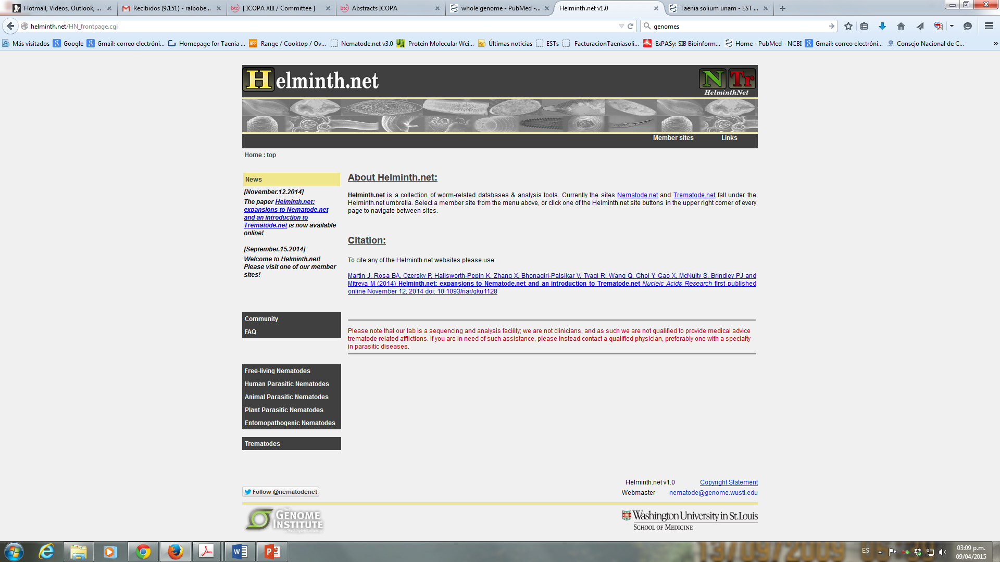 Hotmail, Videos, Outlook, ...
Recibidos (9.151) - ralbobe...
[ ICOPA XIII / Committee ]
Abstracts ICOPA
whole genome - PubMed -...
Helminth.net v1.0
Taenia solium unam - EST ...
helminth.net/HN_frontpage.cgi
genomes
Más visitados
Google
Gmail: correo electróni...
Homepage for Taenia ...
APP Range / Cooktop / Ov...
Nematode.net v3.0
Protein Molecular Wei...
Últimas noticias
ESTs
FacturacionTaeniasoli...
ExPASy: SIB Bioinform...
Home - PubMed - NCBI
Gmail: correo electróni...
Consejo Nacional de C...
Helminth.net
N Tr
HelminthNet
Member sites
Links
Home : top
News
[November.12.2014]
The paper Helminth.net:
expansions to Nematode.net
and an introduction to
Trematode.net is now available
online!
[September.15.2014]
Welcome to Helminth.net!
Please visit one of our member
sites!
About Helminth.net:
Helminth.net is a collection of worm-related databases & analysis tools. Currently the sites Nematode.net and Trematode.net fall under the
Helminth.net umbrella. Select a member site from the menu above, or click one of the Helminth.net site buttons in the upper right corner of every
page to navigate between sites.
Citation:
To cite any of the Helminth.net websites please use:
Martin J, Rosa BA, Ozersky P, Hallsworth-Pepin K, Zhang X, Bhonagiri-Palsikar V, Tyagi R, Wang Q, Choi Y, Gao X, McNulty S, Brindley PJ and
Mitreva M (2014) Helminth.net: expansions to Nematode.net and an introduction to Trematode.net Nucleic Acids Research first published
online November 12, 2014 doi: 10.1093/nar/gku1128
Community
FAQ
Please note that our lab is a sequencing and analysis facility; we are not clinicians, and as such we are not qualified to provide medical advice
trematode related afflictions. If you are in need of such assistance, please instead contact a qualified physician, preferably one with a specialty
in parasitic diseases.
Free-living Nematodes
Human Parasitic Nematodes
Animal Parasitic Nematodes
Plant Parasitic Nematodes
Entomopathogenic Nematodes
Trematodes
Helminth.net v1.0
Copyright Statement
Follow @nematodenet
Webmaster
nematode@genome.wustl.edu
THE
GENOME
INSTITUTE
Washington University in St. Louis
SCHOOL OF MEDICINE
13/09/2009
ES
03:09 p.m.
09/04/2015